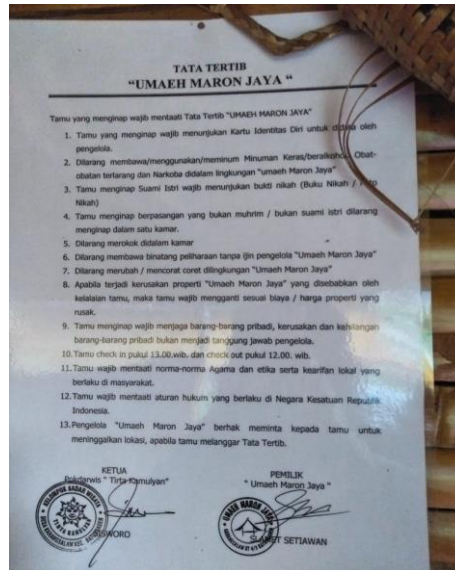 TATA TERTIB
“UMAEH MARON JAYA “
Tamu yang menginap wajib mentaati Tata Tertib “UMAEH MARON JAYA”
1. Tamu yang menginap wajib menunjukan Kartu Identitas Diri untuk oleh
pengelola.
2. Dilarang membawa/menggunakan/meminum Minuman Keras/beralkohol, Obat-
obatan terlarang dan Narkoba didalam lingkungan “umaeh Maron Jaya”
3. Tamu menginap Suami Istri wajib menunjukan bukti nikah (Buku Nikah /
Nikah)
4. Tamu menginap berpasangan yang bukan muhrim / bukan suami istri dilarang
menginap dalam satu kamar.
5. Dilarang merokok didalam kamar
6. Dilarang membawa binatang peliharaan tanpa ijin pengelola “Umaeh Maron Jaya”
7. Dilarang merubah / mencorat coret dilingkungan “Umaeh Maron Jaya”
8. Apabila terjadi kerusakan properti “Umaeh Maron Jaya” yang disebabkan oleh
kelalaian tamu, maka tamu wajib mengganti sesuai biaya / harga properti yang
rusak.
9. Tamu menginap wajib menjaga barang-barang pribadi, kerusakan dan kehilangan
barang-barang pribadi bukan menjadi tanggung jawab pengelola.
10. Tamu check in pukul 13.00.wib. dan check out pukul 12.00. wib.
11. Tamu wajib mentaati norma-norma Agama dan etika serta kearifan lokal yang
berlaku di masyarakat.
12. Tamu wajib mentaati aturan hukum yang berlaku di Negara Kesatuan Republik
Indonesia.
13. Pengelola “Umaeh Maron Jaya” berhak meminta kepada tamu untuk
meninggalkan lokasi, apabila tamu melanggar Tata Tertib.
KETUA
Pokdarwis “ Tirta Kamulyan”
PEMILIK
“ Umaeh Maron Jaya “
KELOMPOK SADAR WISATA
TIRTA KAMULYAN
UMAEH MARON JAYA
SLAMET SETIAWAN